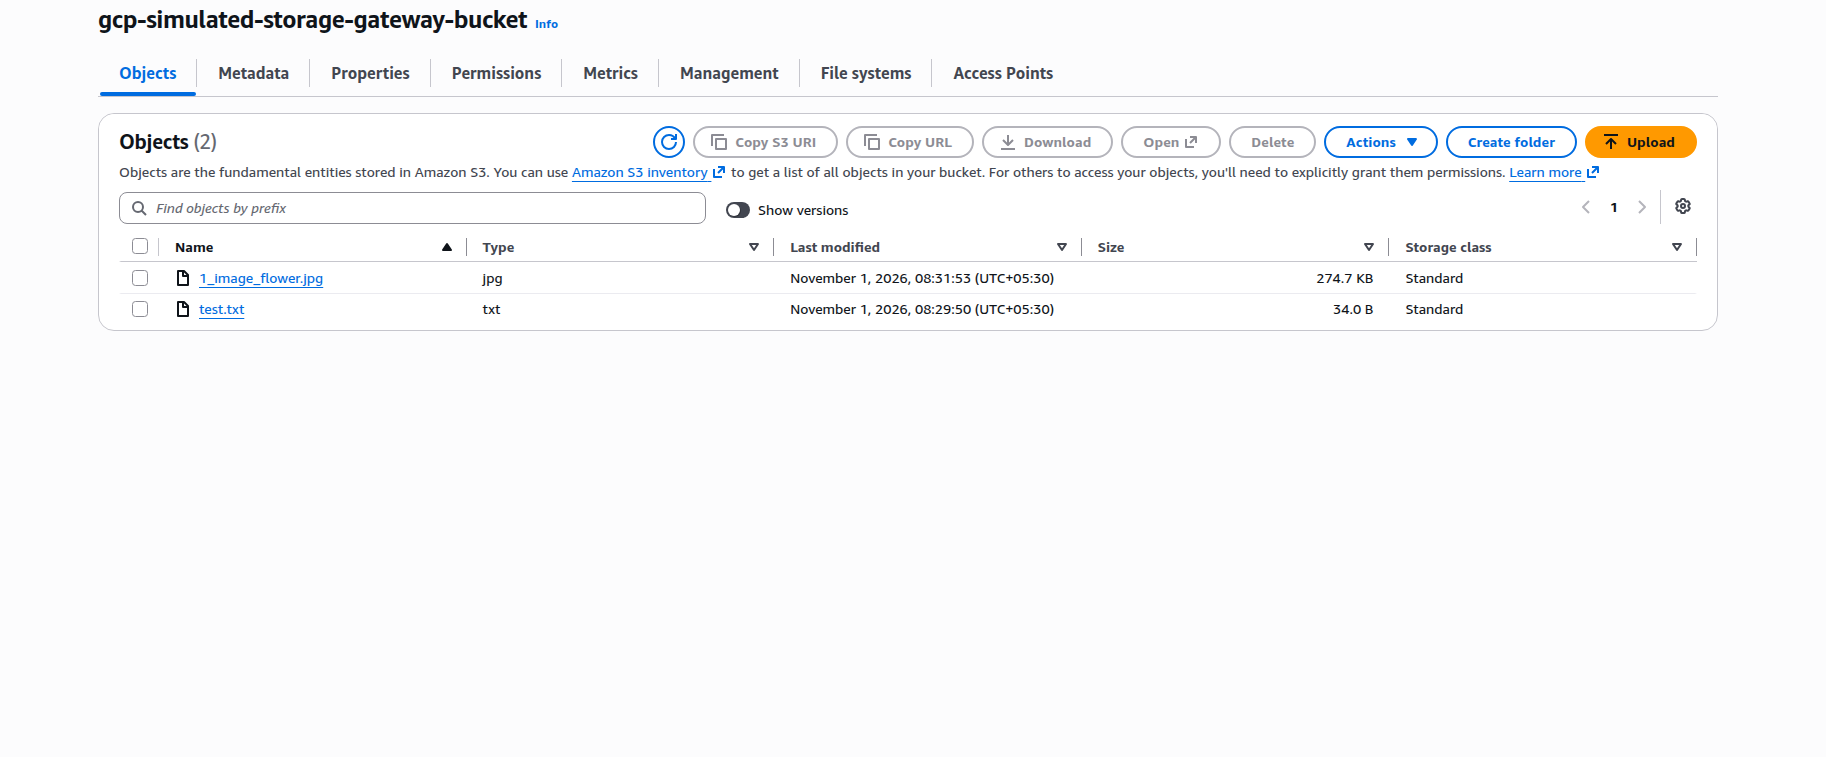 gcp-simulated-storage-gateway-bucket Info
Objects Metadata Properties Permissions Metrics Management File systems Access Points
Objects (2) Copy S3 URI Copy URL Download Open Delete Actions Create folder Upload
Objects are the fundamental entities stored in Amazon S3. You can use Amazon S3 inventory to get a list of all objects in your bucket. For others to access your objects, you'll need to explicitly grant them permissions. Learn more
Find objects by prefix Show versions 1
Name Type Last modified Size Storage class
1_image_flower.jpg jpg November 1, 2026, 08:31:53 (UTC+05:30) 274.7 KB Standard
test.txt txt November 1, 2026, 08:29:50 (UTC+05:30) 34.0 B Standard